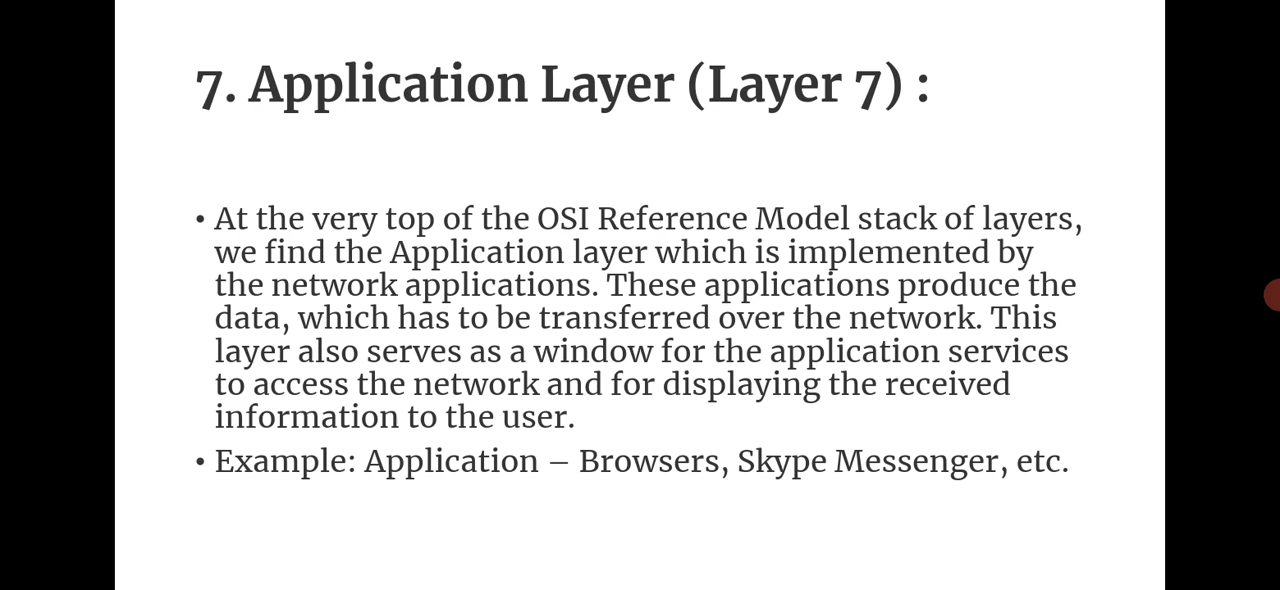 7. Application Layer (Layer 7) :
• At the very top of the OSI Reference Model stack of layers,
we find the Application layer which is implemented by
the network applications. These applications produce the
data, which has to be transferred over the network. This
layer also serves as a window for the application services
to access the network and for displaying the received
information to the user.
• Example: Application – Browsers, Skype Messenger, etc.